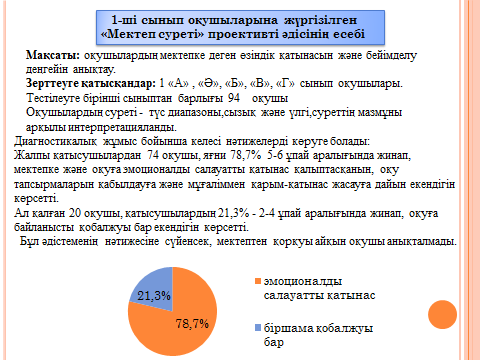 1-ші сынып оқушыларына жүргізілген
«Мектеп суреті» проективті әдісінің есебі
Мақсаты: оқушылардың мектепке деген өзіндік қатынасын және бейімделу
деңгейін анықтау.
Зерттеуге қатысқандар: 1 «А» , «Ә», «Б», «В», «Г» сынып оқушылары.
Тестілеуге бірінші сыныптан барлығы 94 оқушы
Оқушылардың суреті - түс диапазоны,сызық және үлгі,суреттің мазмұны
арқылы интерпретацияланды.
Диагностикалық жұмыс бойынша келесі нәтижелерді көруге болады:
Жалпы қатысушылардан 74 оқушы, яғни 78,7% 5-6 ұпай аралығында жинап,
мектепке және оқуға эмоционалды салауатты қатынас қалыптасқанын, оқу
тапсырмаларын қабылдауға және мұғаліммен қарым-қатынас жасауға дайын екендігін
көрсетті.
Ал қалған 20 оқушы, қатысушылардың 21,3% - 2-4 ұпай аралығында жинап, оқуға
байланысты қобалжуы бар екендігін көрсетті.
Бұл әдістеменің нәтижесіне сүйенсек, мектептен қорқуы айқын оқушы анықталмады.
21,3%
78,7%
эмоционалды
салауатты қатынас
біршама қобалжуы
бар